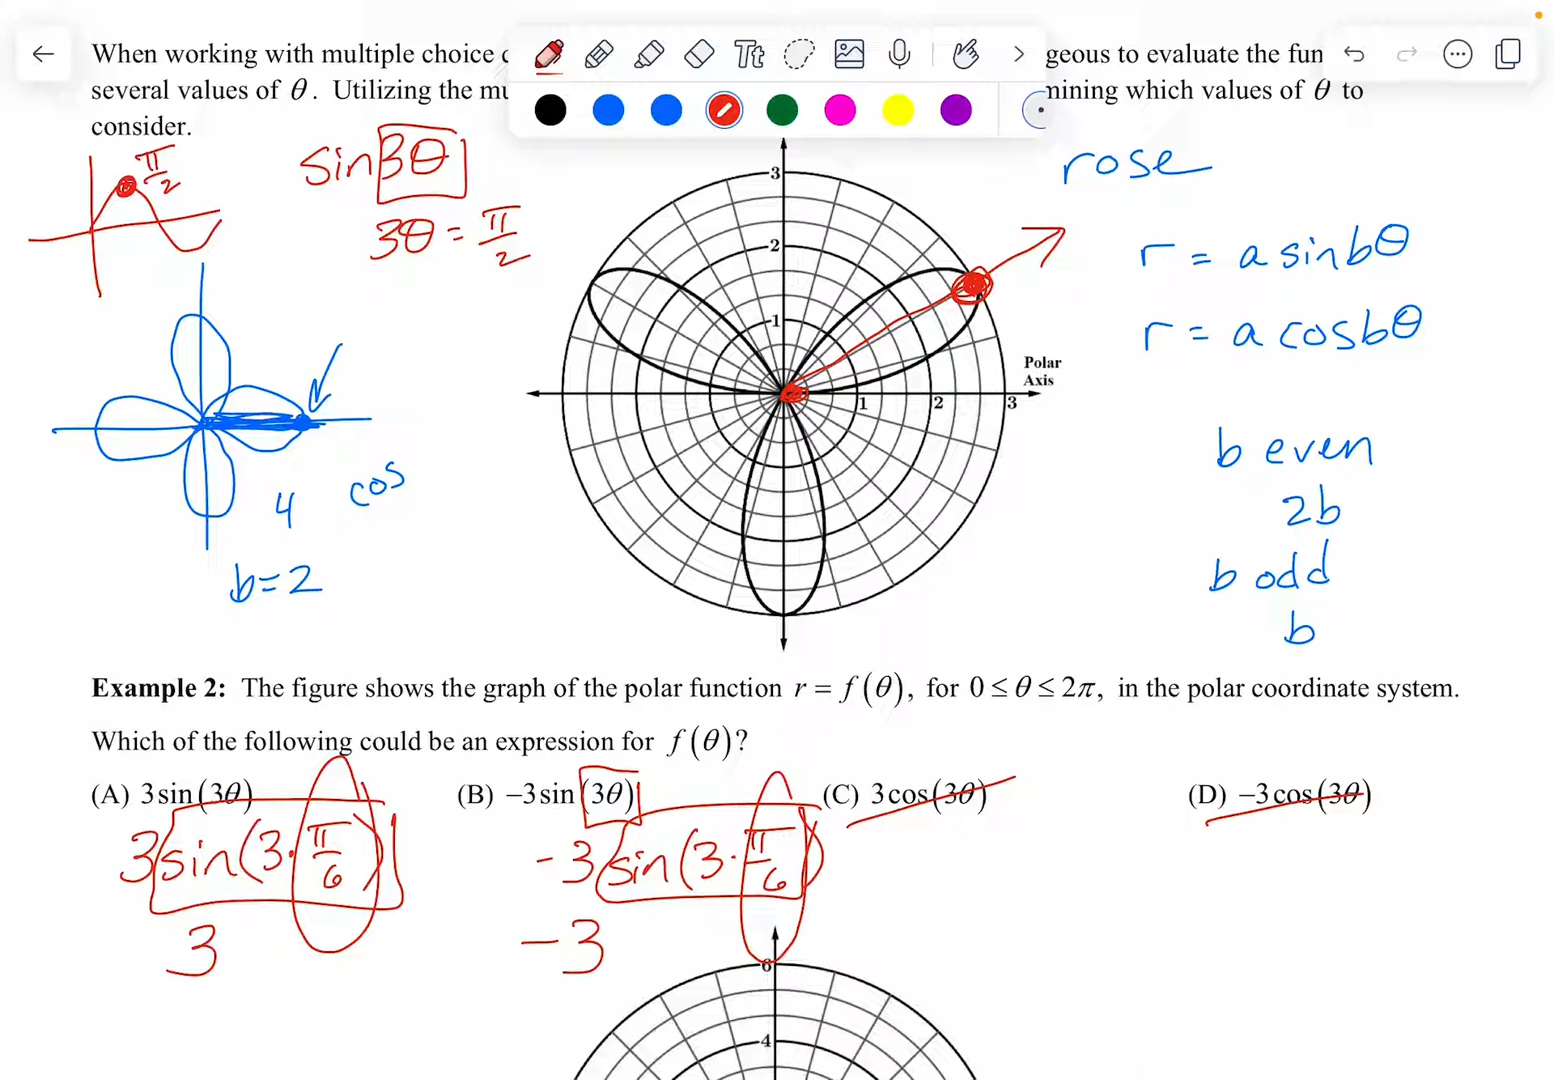 When working with multiple choice
geous to evaluate the fun
several values of θ. Utilizing the mu
nining which values of θ to
consider.
Tt
π/2
sin3θ
3θ = π/2
rose
r = a sinbθ
r = a cosbθ
3
2
1
Polar
Axis
1 2 3
b even
2b
b odd
b
4 cos
b=2
Example 2: The figure shows the graph of the polar function r = f(θ), for 0 ≤ θ ≤ 2π, in the polar coordinate system.
Which of the following could be an expression for f(θ)?
(A) 3sin(3θ) (B) −3sin(3θ) (C) 3cos(3θ) (D) −3cos(3θ)
3sin(3·π/6) -3sin(3·π/6)
3 -3
6
4